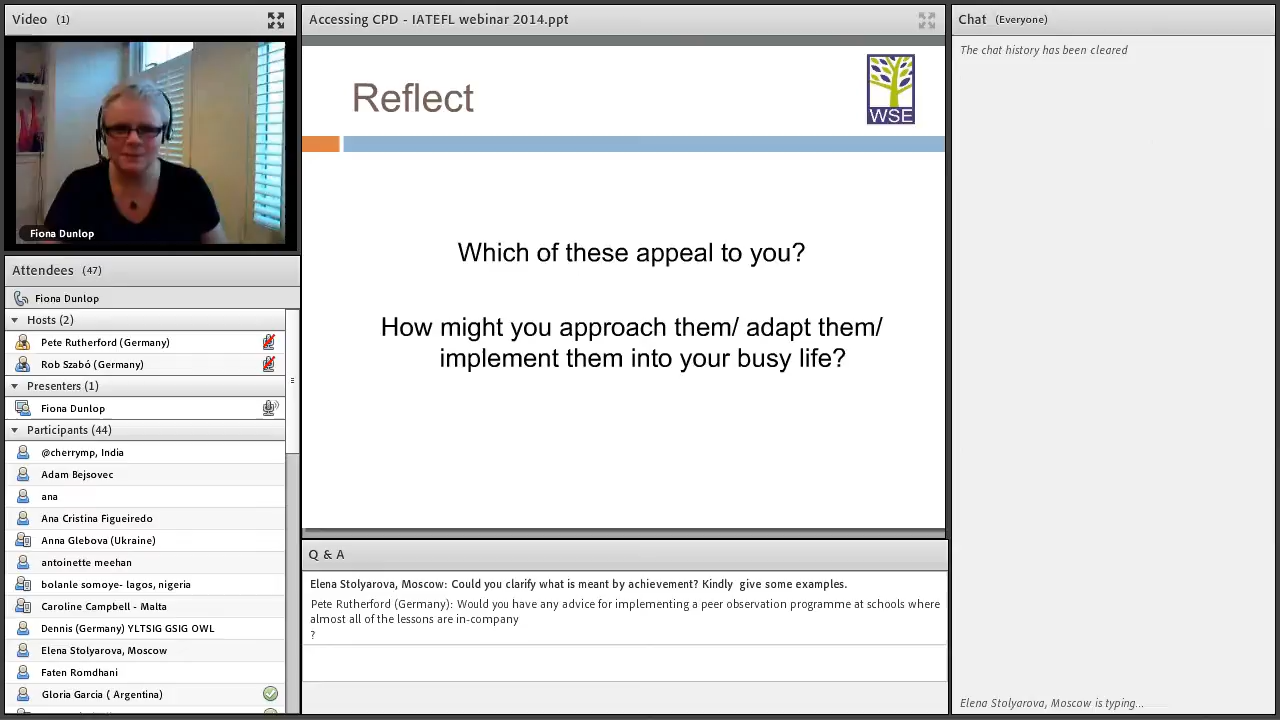 Video (1)
Fiona Dunlop
Attendees (47)
Fiona Dunlop
Hosts (2)
Pete Rutherford (Germany)
Rob Szabó (Germany)
Presenters (1)
Fiona Dunlop
Participants (44)
@cherrymp, India
Adam Bejsovec
ana
Ana Cristina Figueiredo
Anna Glebova (Ukraine)
antoinette meehan
bolanle somoye- lagos, nigeria
Caroline Campbell - Malta
Dennis (Germany) YLTSIG GSIG OWL
Elena Stolyarova, Moscow
Faten Romdhani
Gloria Garcia ( Argentina)
Accessing CPD - IATEFL webinar 2014.ppt
Reflect
WSE
Which of these appeal to you?
How might you approach them/ adapt them/
implement them into your busy life?
Q & A
Elena Stolyarova, Moscow: Could you clarify what is meant by achievement? Kindly  give some examples.
Pete Rutherford (Germany): Would you have any advice for implementing a peer observation programme at schools where
almost all of the lessons are in-company
?
Chat (Everyone)
The chat history has been cleared
Elena Stolyarova, Moscow is typing...